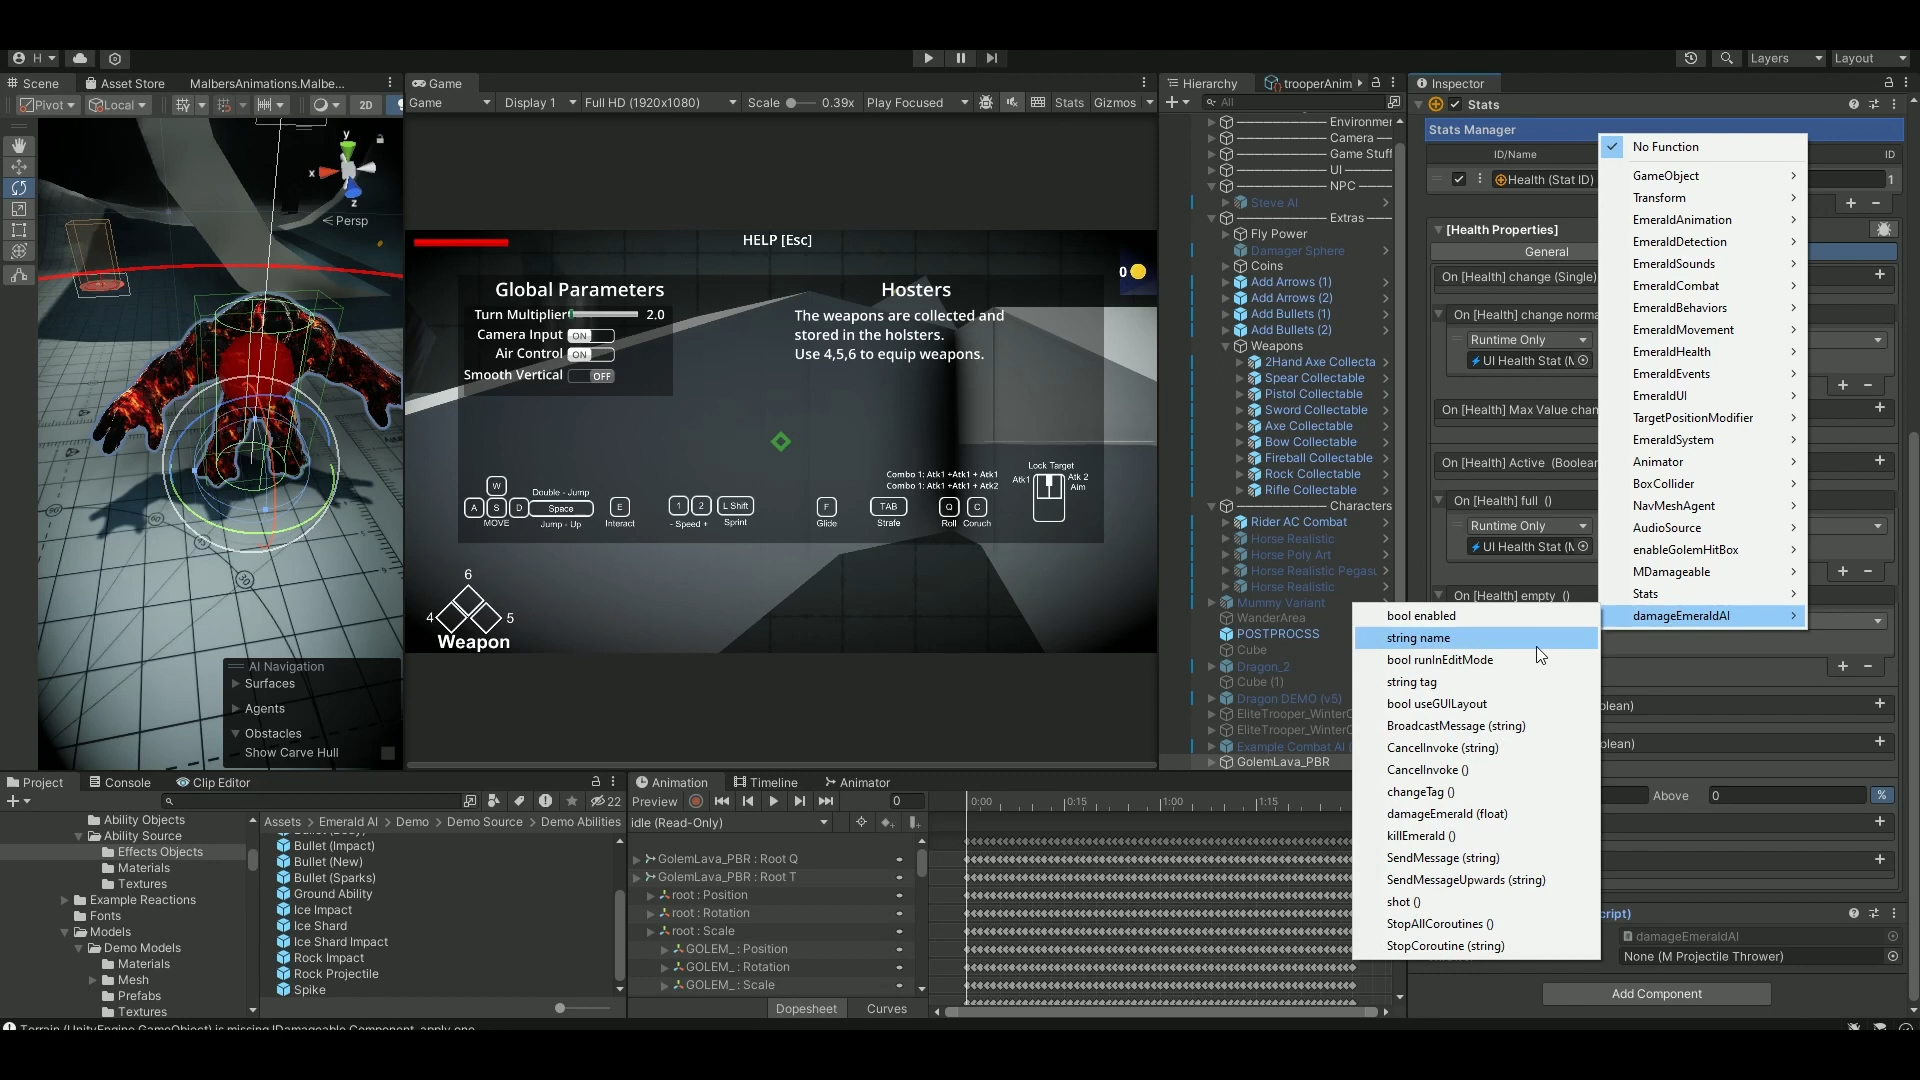 H
Layers
Layout
Scene
Asset Store
MalbersAnimations.Malbe...
Game
Hierarchy
trooperAnim
Inspector
Pivot
Local
2D
Game
Display 1
Full HD (1920x1080)
Scale
0.39x
Play Focused
Stats
Gizmos
All
Stats
Stats Manager
ID/Name
ID
Health (Stat ID)
1
[Health Properties]
General
On [Health] change (Single)
On [Health] change norma
Runtime Only
UI Health Stat (M
On [Health] Max Value chan
On [Health] Active (Boolear
On [Health] full ()
Runtime Only
UI Health Stat (M
On [Health] empty ()
olean)
olean)
Above
0
%
cript)
damageEmeraldAI
None (M Projectile Thrower)
Add Component
No Function
GameObject
Transform
EmeraldAnimation
EmeraldDetection
EmeraldSounds
EmeraldCombat
EmeraldBehaviors
EmeraldMovement
EmeraldHealth
EmeraldEvents
EmeraldUI
TargetPositionModifier
EmeraldSystem
Animator
BoxCollider
NavMeshAgent
AudioSource
enableGolemHitBox
MDamageable
Stats
damageEmeraldAI
bool enabled
string name
bool runInEditMode
string tag
bool useGUILayout
BroadcastMessage (string)
CancelInvoke (string)
CancelInvoke ()
changeTag ()
damageEmerald (float)
killEmerald ()
SendMessage (string)
SendMessageUpwards (string)
shot ()
StopAllCoroutines ()
StopCoroutine (string)
Environmer
Camera
Game Stuff
UI
NPC
Steve AI
Extras
Fly Power
Damager Sphere
Coins
Add Arrows (1)
Add Arrows (2)
Add Bullets (1)
Add Bullets (2)
Weapons
2Hand Axe Collecta
Spear Collectable
Pistol Collectable
Sword Collectable
Axe Collectable
Bow Collectable
Fireball Collectable
Rock Collectable
Rifle Collectable
Characters
Rider AC Combat
Horse Realistic
Horse Poly Art
Horse Realistic Pegasu
Horse Realistic
Mummy Variant
WanderArea
POSTPROCSS
Cube
Dragon_2
Cube (1)
Dragon DEMO (v5)
EliteTrooper_WinterC
EliteTrooper_WinterC
Example Combat AI (
GolemLava_PBR
y
x
z
Persp
90
30
AI Navigation
Surfaces
Agents
Obstacles
Show Carve Hull
HELP [Esc]
0
Global Parameters
Turn Multiplier
2.0
Camera Input
ON
Air Control
ON
Smooth Vertical
OFF
Hosters
The weapons are collected and
stored in the holsters.
Use 4,5,6 to equip weapons.
W
A
S
D
MOVE
Double - Jump
Space
Jump - Up
E
Interact
1
2
- Speed +
L Shift
Sprint
F
Glide
TAB
Strafe
Combo 1: Atk1 +Atk1 + Atk1
Combo 1: Atk1 +Atk1 + Atk2
Q
Roll
C
Coruch
Lock Target
Atk1
Atk 2
Aim
6
4
5
Weapon
Project
Console
Clip Editor
22
Ability Objects
Ability Source
Effects Objects
Materials
Textures
Example Reactions
Fonts
Models
Demo Models
Materials
Mesh
Prefabs
Textures
Assets > Emerald AI > Demo > Demo Source > Demo Abilities
Bullet (Impact)
Bullet (New)
Bullet (Sparks)
Ground Ability
Ice Impact
Ice Shard
Ice Shard Impact
Rock Impact
Rock Projectile
Spike
Animation
Timeline
Animator
Preview
0
0:00
0:15
1:00
1:15
idle (Read-Only)
GolemLava_PBR : Root Q
GolemLava_PBR : Root T
root : Position
root : Rotation
root : Scale
GOLEM_ : Position
GOLEM_ : Rotation
GOLEM_ : Scale
Dopesheet
Curves
Terrain (UnityEngine.GameObject) is missing IDamageable Component, apply one